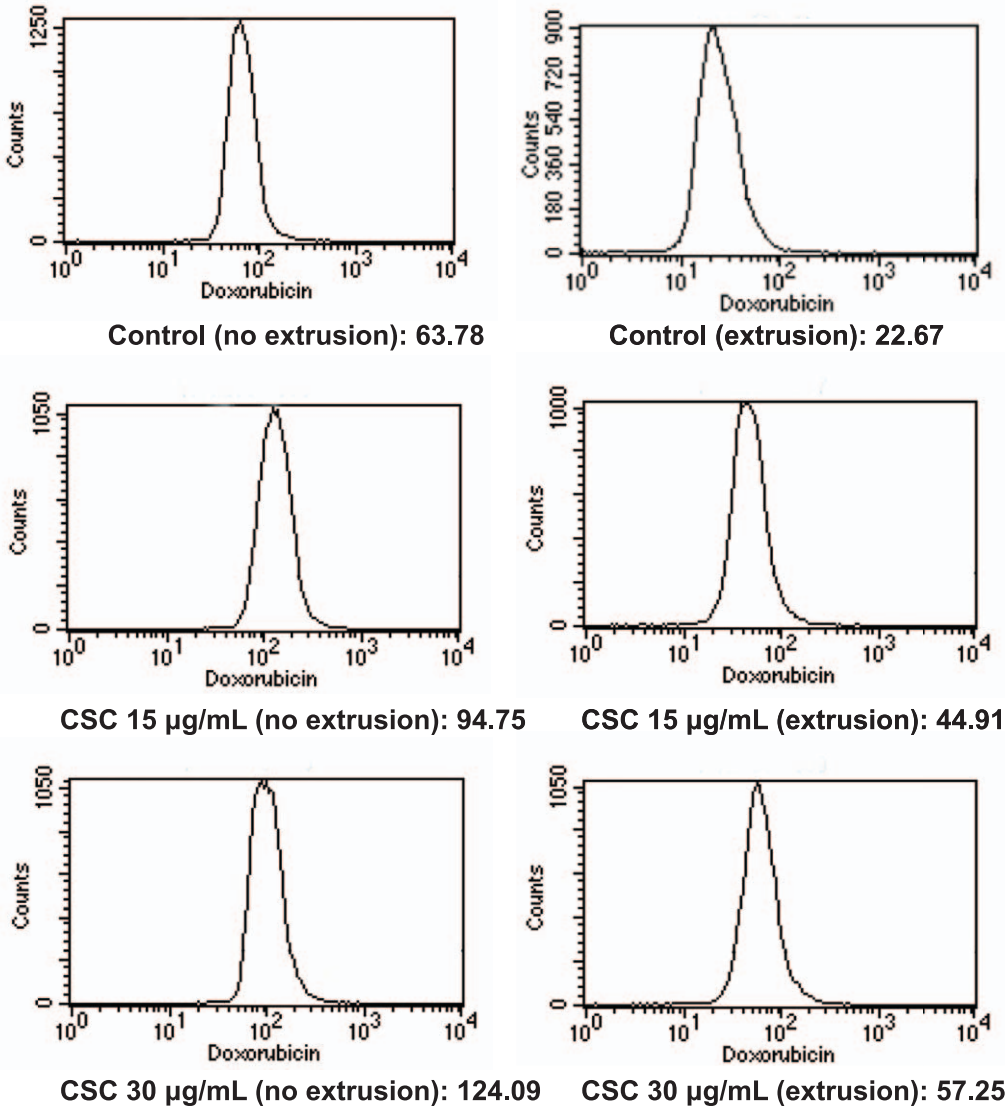 1250
Counts
0
10^0 10^1 10^2 10^3 10^4
Doxorubicin
Control (no extrusion): 63.78
900
720
540
360
180
0
Counts
10^0 10^1 10^2 10^3 10^4
Doxorubicin
Control (extrusion): 22.67
1050
Counts
0
10^0 10^1 10^2 10^3 10^4
Doxorubicin
CSC 15 µg/mL (no extrusion): 94.75
1000
Counts
0
10^0 10^1 10^2 10^3 10^4
Doxorubicin
CSC 15 µg/mL (extrusion): 44.91
1050
Counts
0
10^0 10^1 10^2 10^3 10^4
Doxorubicin
CSC 30 µg/mL (no extrusion): 124.09
1050
Counts
0
10^0 10^1 10^2 10^3 10^4
Doxorubicin
CSC 30 µg/mL (extrusion): 57.25